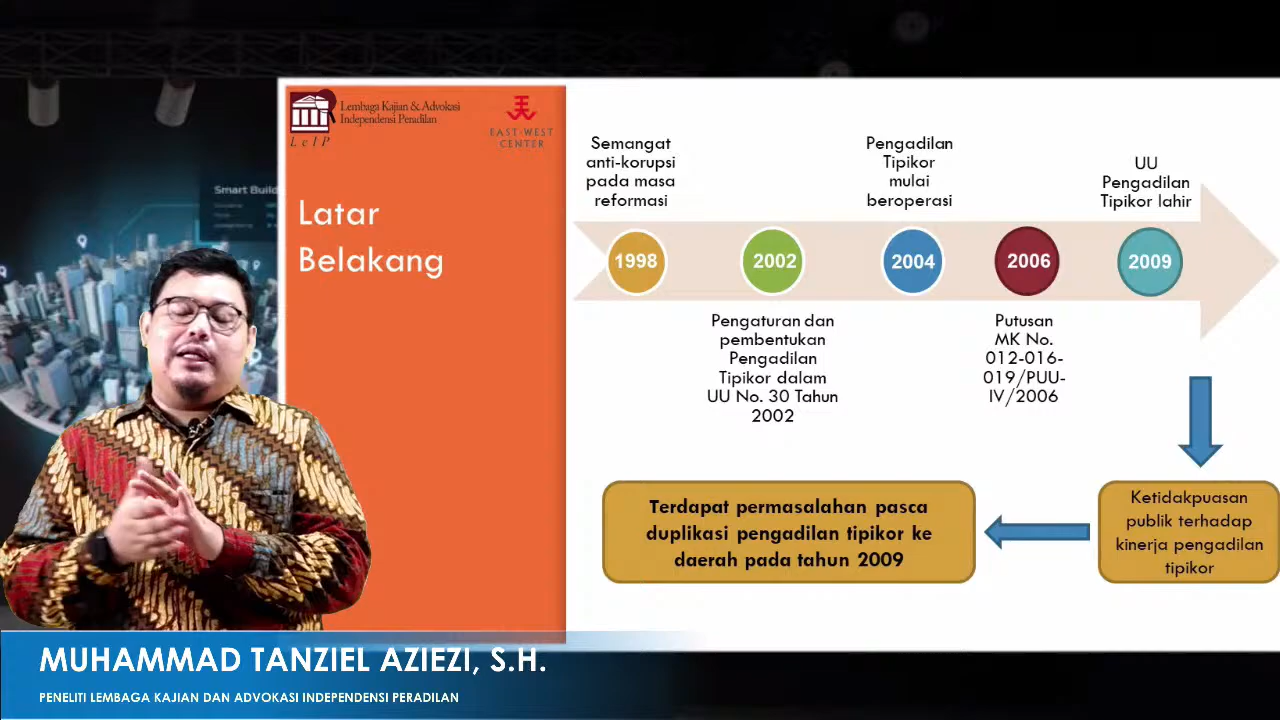 Lembaga Kajian & Advokasi
Independensi Peradilan
LeIP
EAST-WEST
CENTER
Smart Build
Latar
Belakang
Semangat
anti-korupsi
pada masa
reformasi
Pengadilan
Tipikor
mulai
beroperasi
UU
Pengadilan
Tipikor lahir
1998
2002
2004
2006
2009
Pengaturan dan
pembentukan
Pengadilan
Tipikor dalam
UU No. 30 Tahun
2002
Putusan
MK No.
012-016-
019/PUU-
IV/2006
Terdapat permasalahan pasca
duplikasi pengadilan tipikor ke
daerah pada tahun 2009
Ketidakpuasan
publik terhadap
kinerja pengadilan
tipikor
MUHAMMAD TANZIEL AZIEZI, S.H.
PENELITI LEMBAGA KAJIAN DAN ADVOKASI INDEPENDENSI PERADILAN